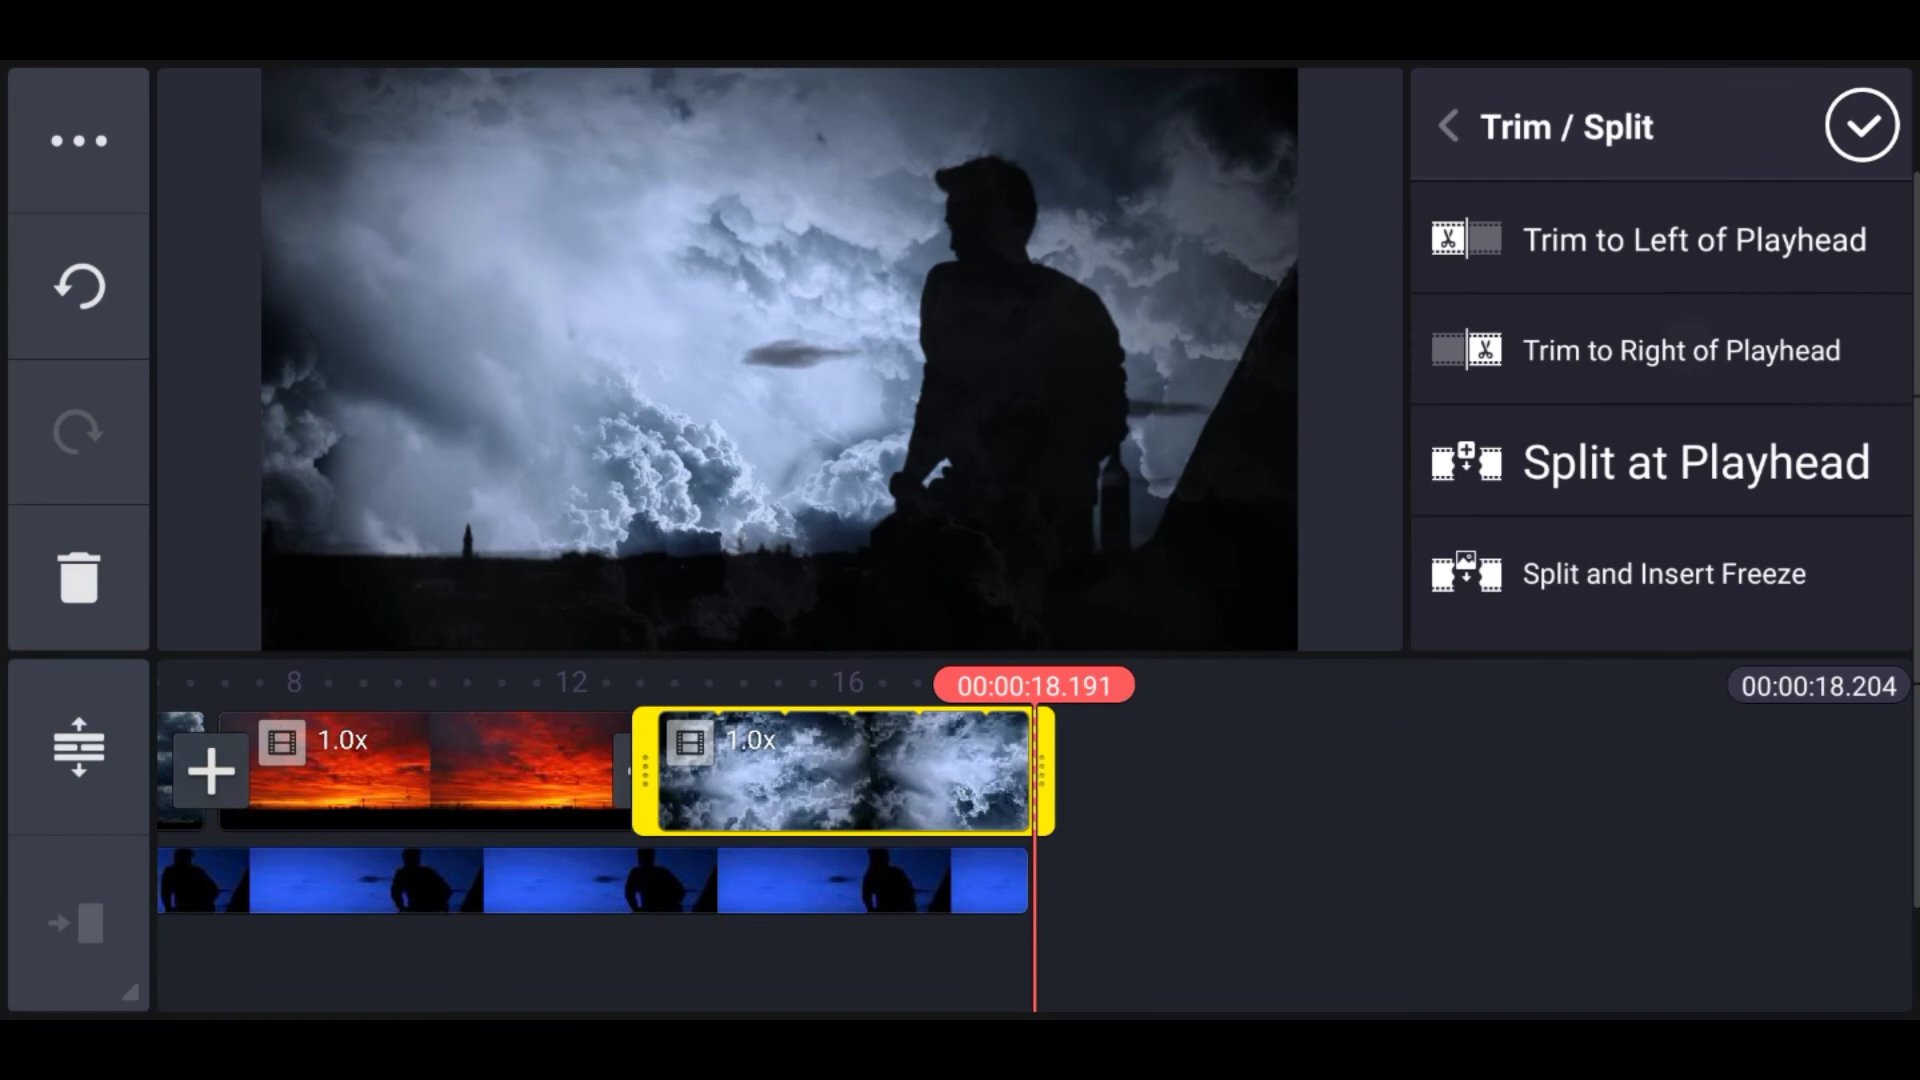 Trim / Split
Trim to Left of Playhead
Trim to Right of Playhead
Split at Playhead
Split and Insert Freeze
8
12
16
00:00:18.191
00:00:18.204
1.0x
1.0x